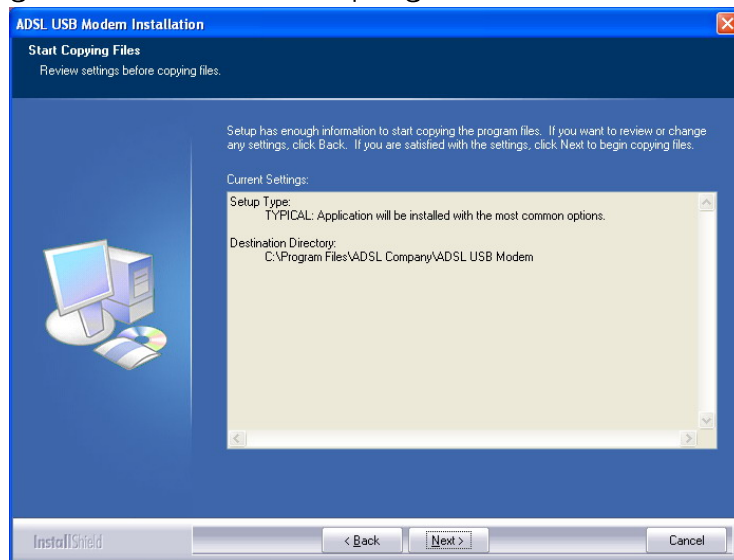 ADSL USB Modem Installation
Start Copying Files
Review settings before copying files.
Setup has enough information to start copying the program files. If you want to review or change
any settings, click Back. If you are satisfied with the settings, click Next to begin copying files.
Current Settings:
Setup Type:
TYPICAL: Application will be installed with the most common options.
Destination Directory:
C:\Program Files\ADSL Company\ADSL USB Modem
InstallShield
< Back
Next >
Cancel